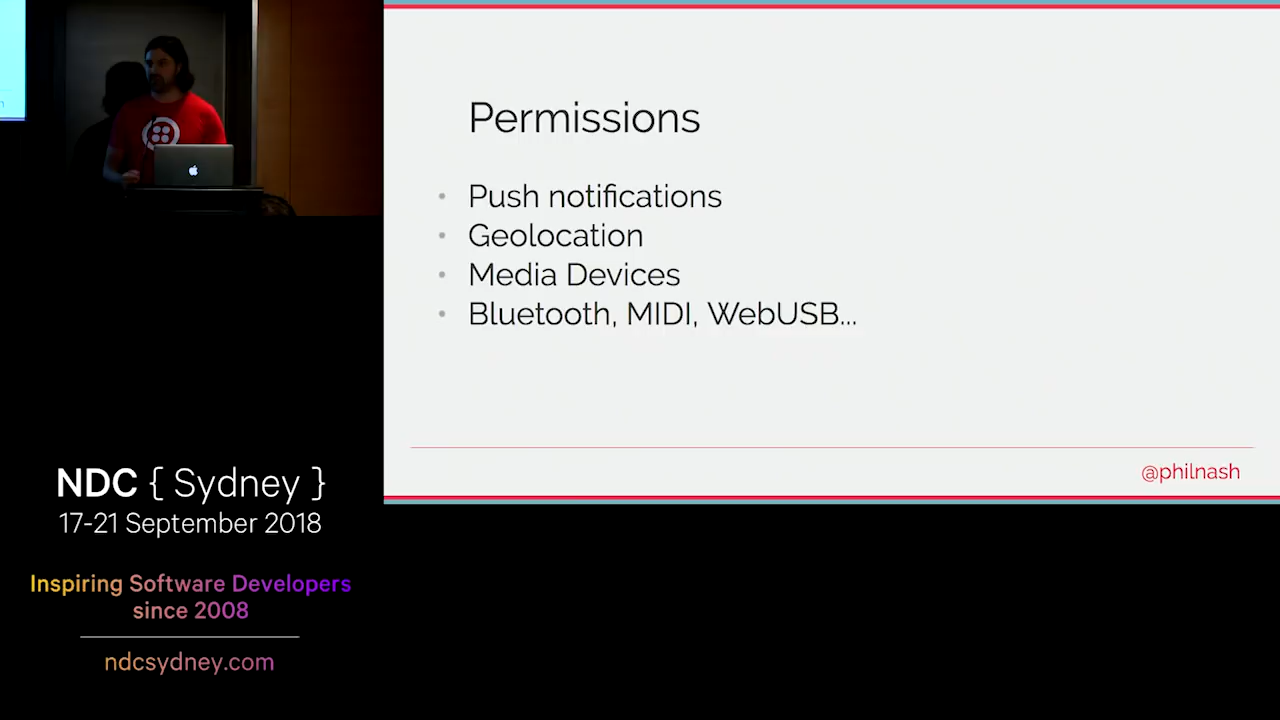 Permissions
• Push notifications
• Geolocation
• Media Devices
• Bluetooth, MIDI, WebUSB...
@philnash
NDC { Sydney }
17-21 September 2018
Inspiring Software Developers
since 2008
ndcsydney.com